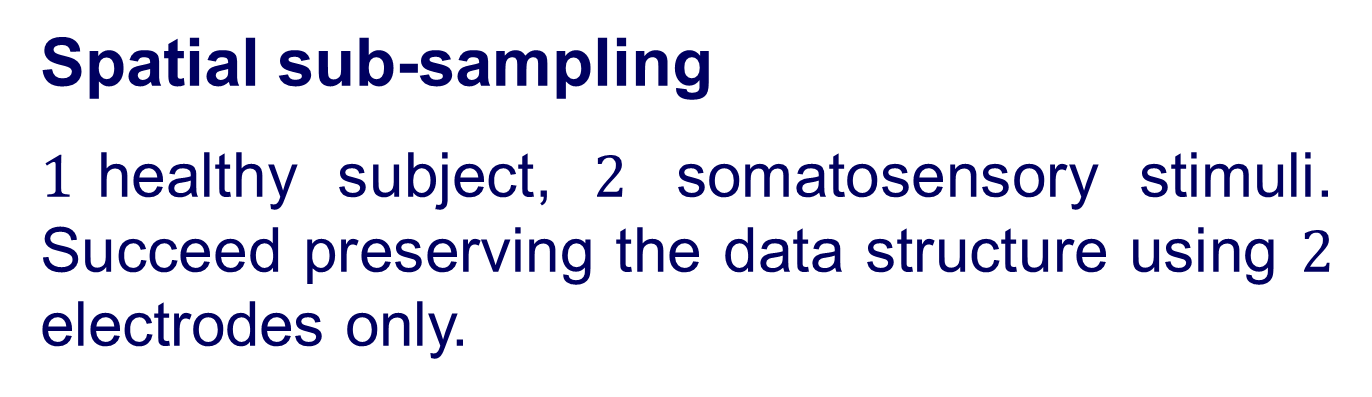 Spatial sub-sampling
1 healthy subject, 2 somatosensory stimuli.
Succeed preserving the data structure using 2
electrodes only.